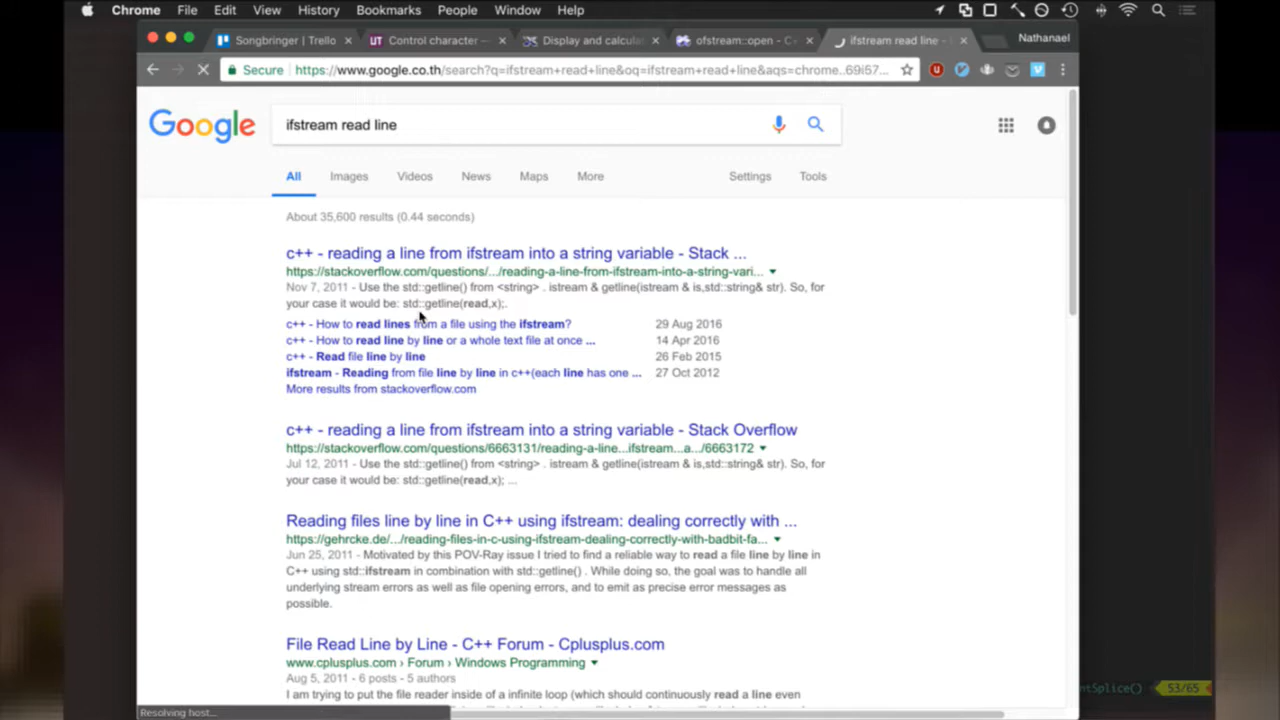 Chrome File Edit View History Bookmarks People Window Help
Songbringer | Trello × Control character — × Display and calcula × ofstream::open - C+ × ifstream read line - × Nathanael
Secure https://www.google.co.th/search?q=ifstream+read+line&oq=ifstream+read+line&aqs=chrome..69i57...
Google ifstream read line
All Images Videos News Maps More Settings Tools
About 35,600 results (0.44 seconds)
c++ - reading a line from ifstream into a string variable - Stack ...
https://stackoverflow.com/questions/.../reading-a-line-from-ifstream-into-a-string-vari...
Nov 7, 2011 - Use the std::getline() from <string> . istream & getline(istream & is,std::string& str). So, for
your case it would be: std::getline(read,x);.
c++ - How to read lines from a file using the ifstream? 29 Aug 2016
c++ - How to read line by line or a whole text file at once ... 14 Apr 2016
c++ - Read file line by line 26 Feb 2015
ifstream - Reading from file line by line in c++(each line has one ... 27 Oct 2012
More results from stackoverflow.com
c++ - reading a line from ifstream into a string variable - Stack Overflow
https://stackoverflow.com/questions/6663131/reading-a-line...ifstream...a.../6663172
Jul 12, 2011 - Use the std::getline() from <string> . istream & getline(istream & is,std::string& str). So, for
your case it would be: std::getline(read,x); ...
Reading files line by line in C++ using ifstream: dealing correctly with ...
https://gehrcke.de/.../reading-files-in-c-using-ifstream-dealing-correctly-with-badbit-fa...
Jun 25, 2011 - Motivated by this POV-Ray issue I tried to find a reliable way to read a file line by line in
C++ using std::ifstream in combination with std::getline() . While doing so, the goal was to handle all
underlying stream errors as well as file opening errors, and to emit as precise error messages as
possible.
File Read Line by Line - C++ Forum - Cplusplus.com
www.cplusplus.com › Forum › Windows Programming
Aug 5, 2011 - 6 posts - 5 authors
I am trying to put the file reader inside of a infinite loop (which should continuously read a line even
ntSplice() 53/65
Resolving host...